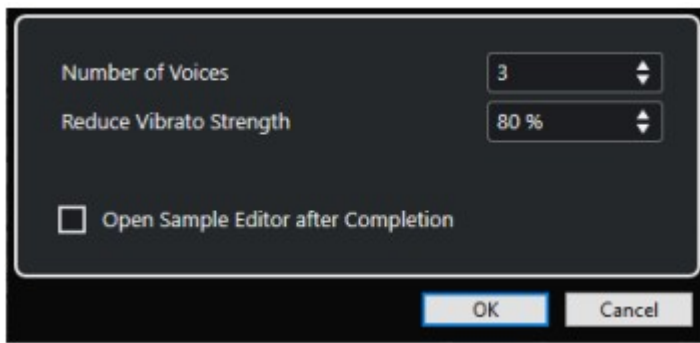 Number of Voices 3
Reduce Vibrato Strength 80 %
Open Sample Editor after Completion
OK Cancel